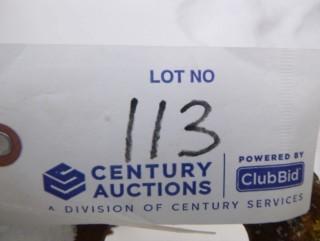 LOT NO
113
CENTURY AUCTIONS
POWERED BY
ClubBid
A DIVISION OF CENTURY SERVICES